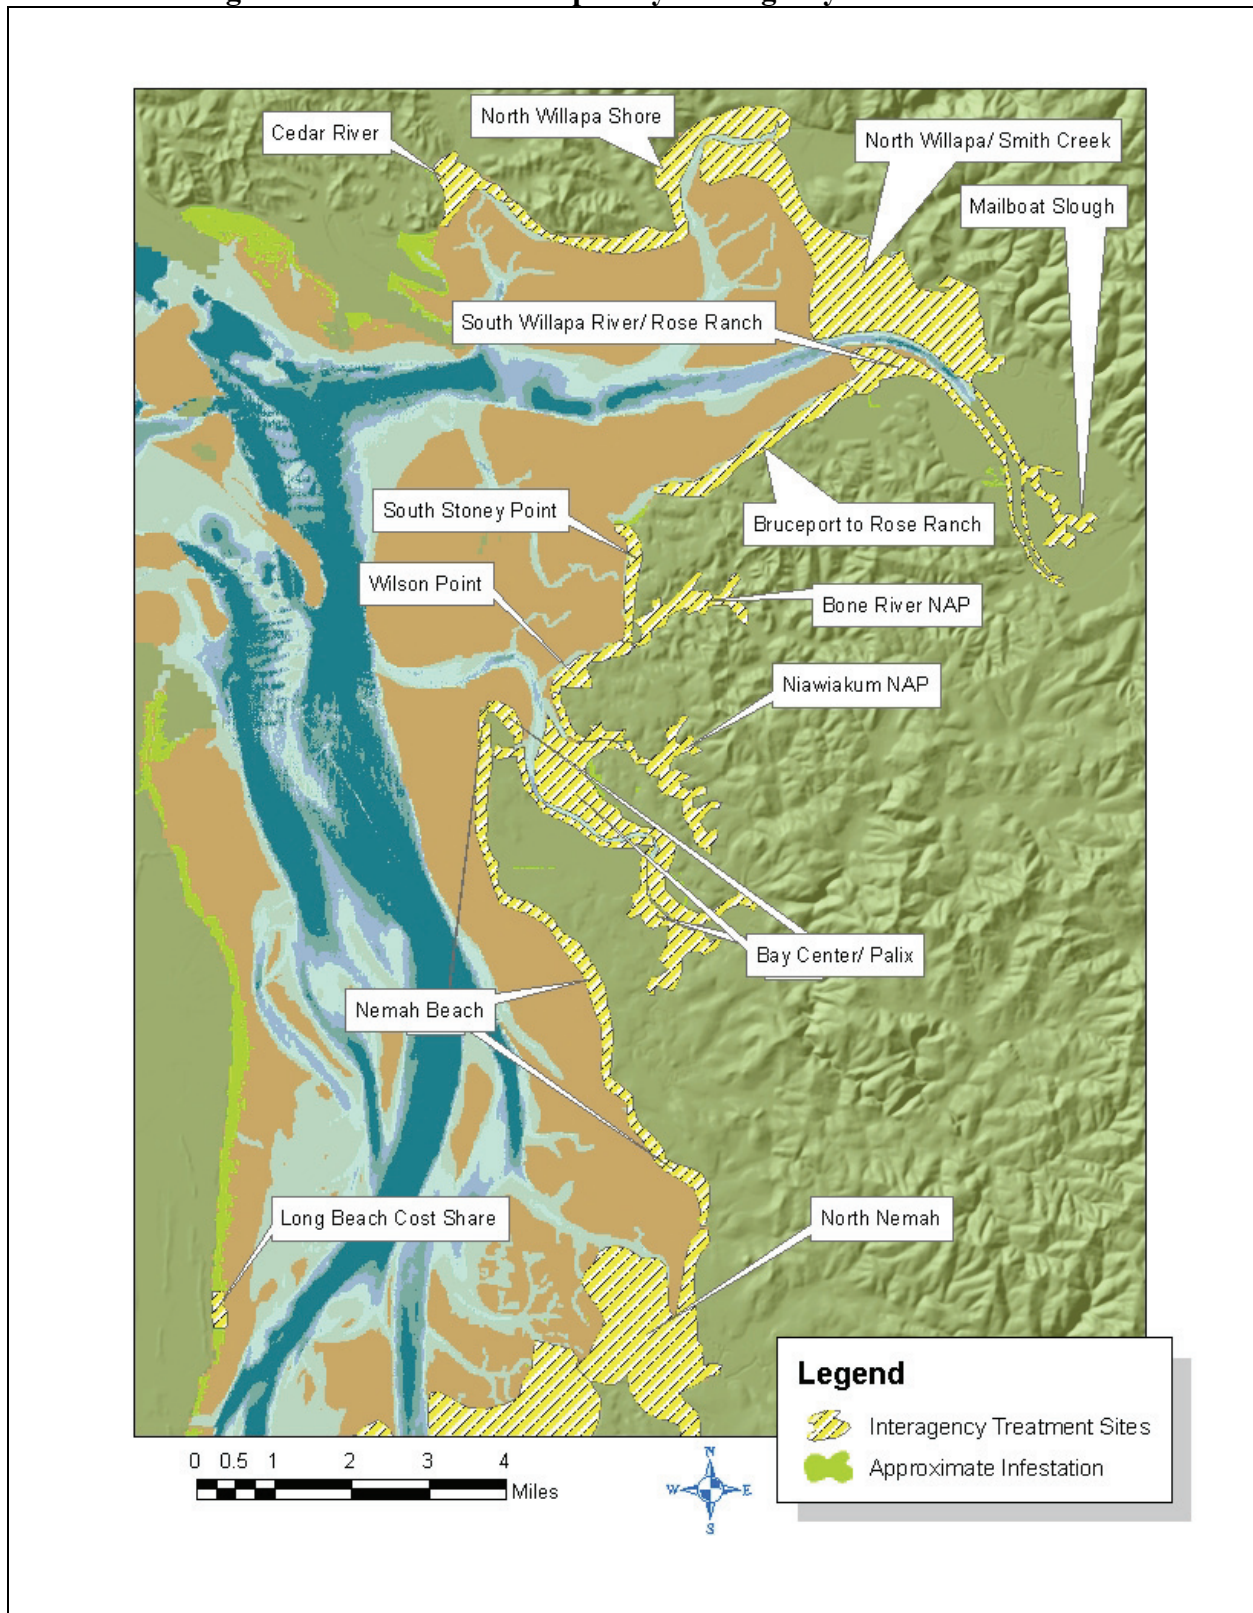 North Willapa Shore
Cedar River
North Willapa/ Smith Creek
Mailboat Slough
South Willapa River/ Rose Ranch
South Stoney Point
Bruceport to Rose Ranch
Wilson Point
Bone River NAP
Niawiakum NAP
Bay Center/ Palix
Nemah Beach
Long Beach Cost Share
North Nemah
Legend
Interagency Treatment Sites
Approximate Infestation
0 0.5 1 2 3 4
Miles
N
W E
S